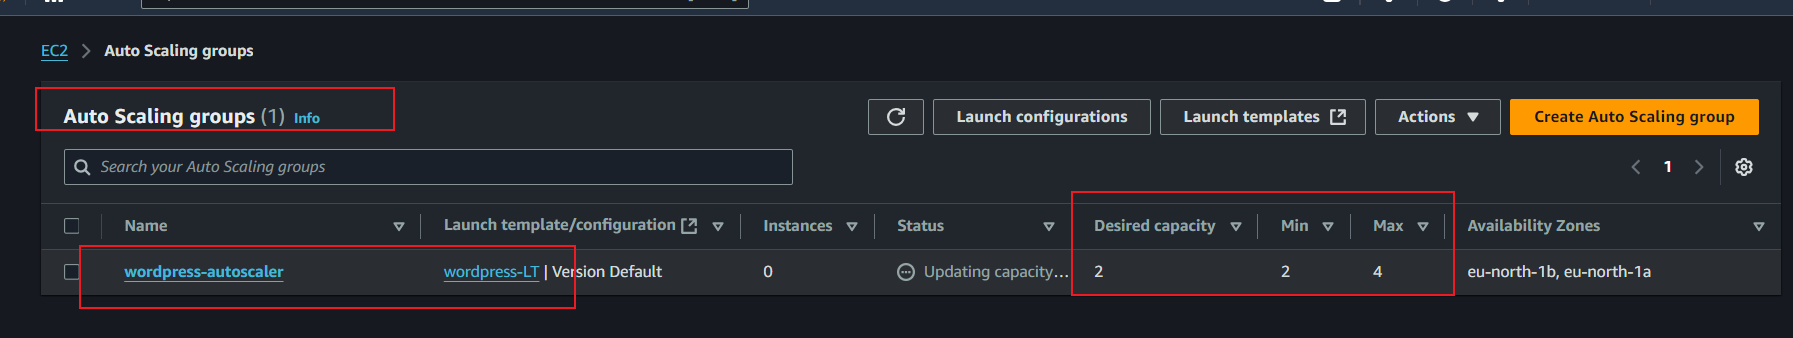 EC2 > Auto Scaling groups
Auto Scaling groups (1) Info
Launch configurations
Launch templates
Actions
Create Auto Scaling group
Search your Auto Scaling groups
1
Name Launch template/configuration Instances Status Desired capacity Min Max Availability Zones
wordpress-autoscaler wordpress-LT | Version Default 0 Updating capacity... 2 2 4 eu-north-1b, eu-north-1a